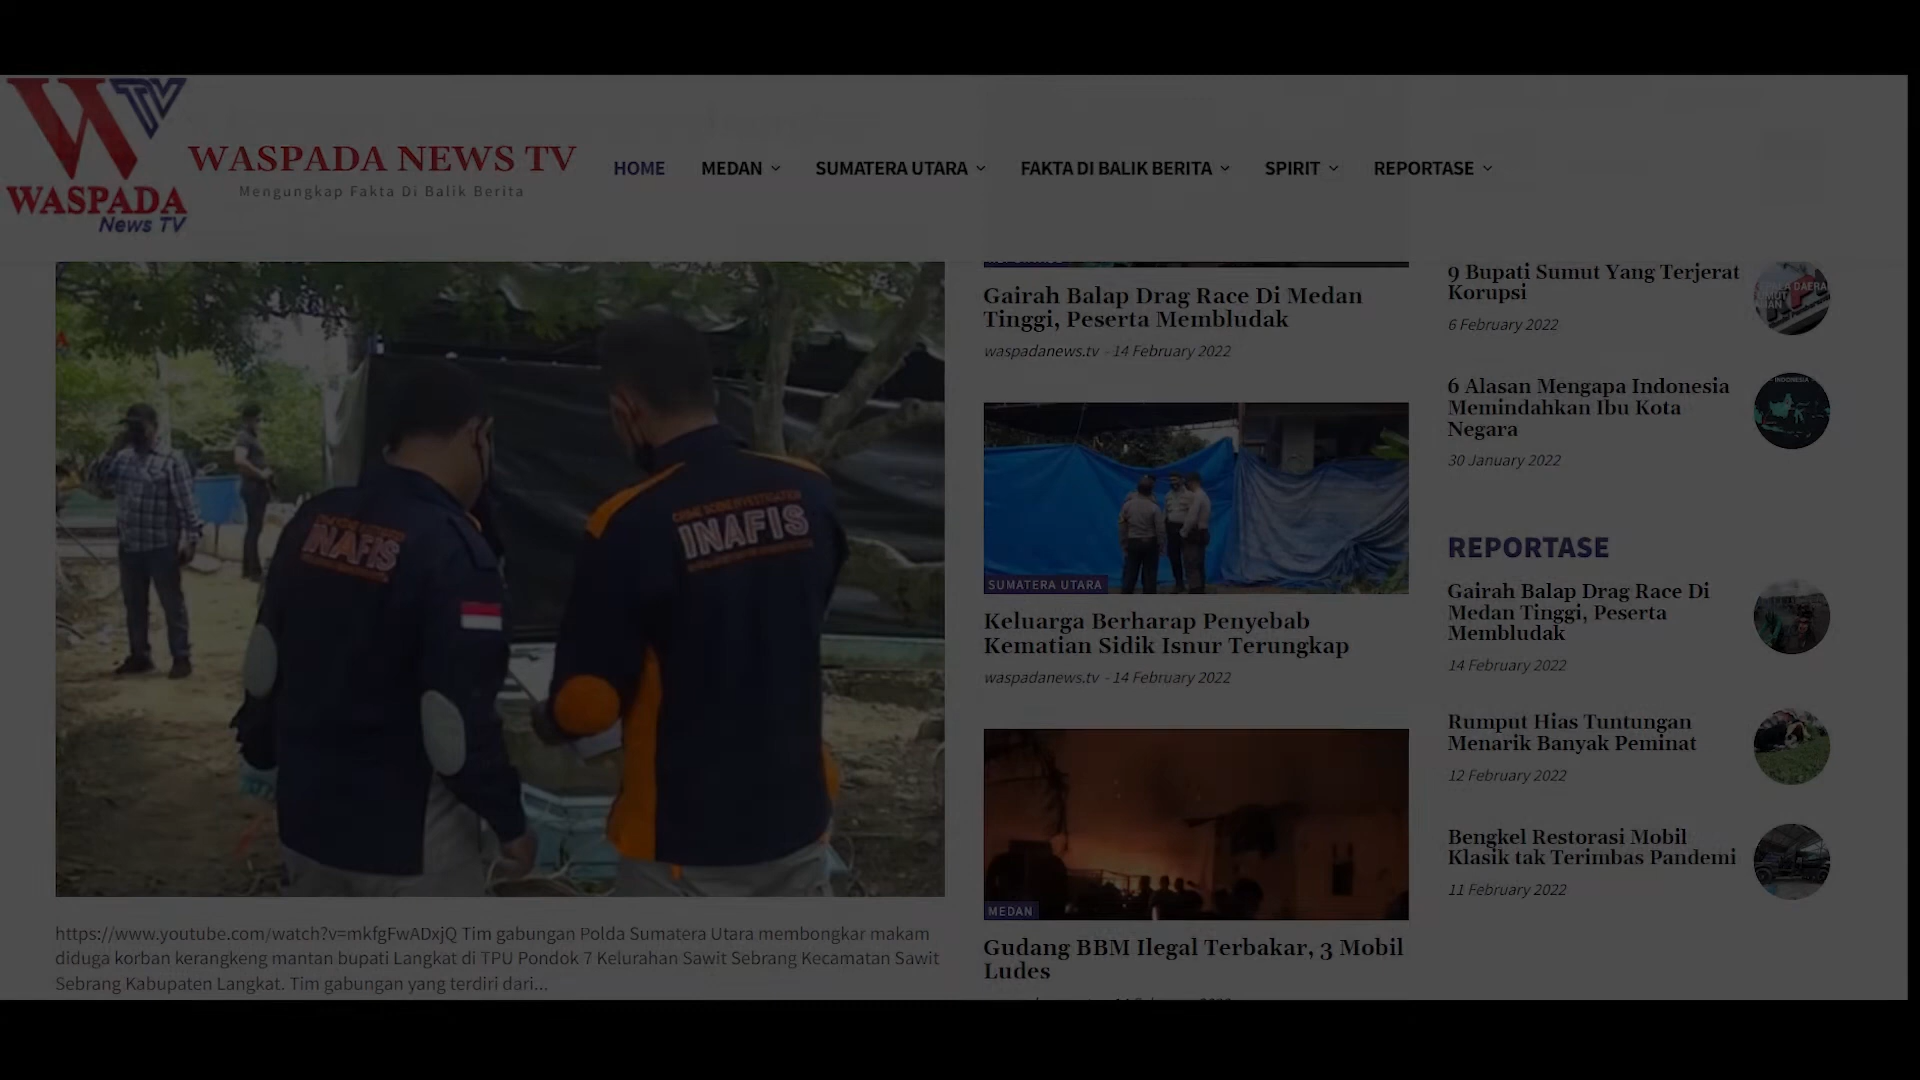 WTV
WASPADA
News TV
WASPADA NEWS TV
Mengungkap Fakta Di Balik Berita
HOME
MEDAN
SUMATERA UTARA
FAKTA DI BALIK BERITA
SPIRIT
REPORTASE
INAFIS
INAFIS
https://www.youtube.com/watch?v=mkfgFwADxjQ Tim gabungan Polda Sumatera Utara membongkar makam
diduga korban kerangkeng mantan bupati Langkat di TPU Pondok 7 Kelurahan Sawit Sebrang Kecamatan Sawit
Sebrang Kabupaten Langkat. Tim gabungan yang terdiri dari...
Gairah Balap Drag Race Di Medan
Tinggi, Peserta Membludak
waspadanews.tv - 14 February 2022
SUMATERA UTARA
Keluarga Berharap Penyebab
Kematian Sidik Isnur Terungkap
waspadanews.tv - 14 February 2022
MEDAN
Gudang BBM Ilegal Terbakar, 3 Mobil
Ludes
9 Bupati Sumut Yang Terjerat
Korupsi
6 February 2022
6 Alasan Mengapa Indonesia
Memindahkan Ibu Kota
Negara
30 January 2022
INDONESIA
REPORTASE
Gairah Balap Drag Race Di
Medan Tinggi, Peserta
Membludak
14 February 2022
Rumput Hias Tuntungan
Menarik Banyak Peminat
12 February 2022
Bengkel Restorasi Mobil
Klasik tak Terimbas Pandemi
11 February 2022